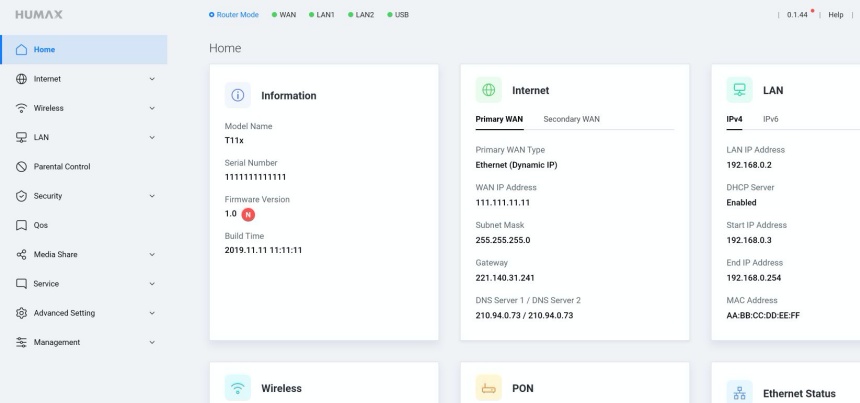 HUMAX
Router Mode WAN LAN1 LAN2 USB
| 0.1.44 | Help |
Home
Internet
Wireless
LAN
Parental Control
Security
Qos
Media Share
Service
Advanced Setting
Management
Home
Information
Model Name
T11x
Serial Number
1111111111111
Firmware Version
1.0 N
Build Time
2019.11.11 11:11:11
Internet
Primary WAN Secondary WAN
Primary WAN Type
Ethernet (Dynamic IP)
WAN IP Address
111.111.11.11
Subnet Mask
255.255.255.0
Gateway
221.140.31.241
DNS Server 1 / DNS Server 2
210.94.0.73 / 210.94.0.73
LAN
IPv4 IPv6
LAN IP Address
192.168.0.2
DHCP Server
Enabled
Start IP Address
192.168.0.3
End IP Address
192.168.0.254
MAC Address
AA:BB:CC:DD:EE:FF
Wireless
PON
Ethernet Status